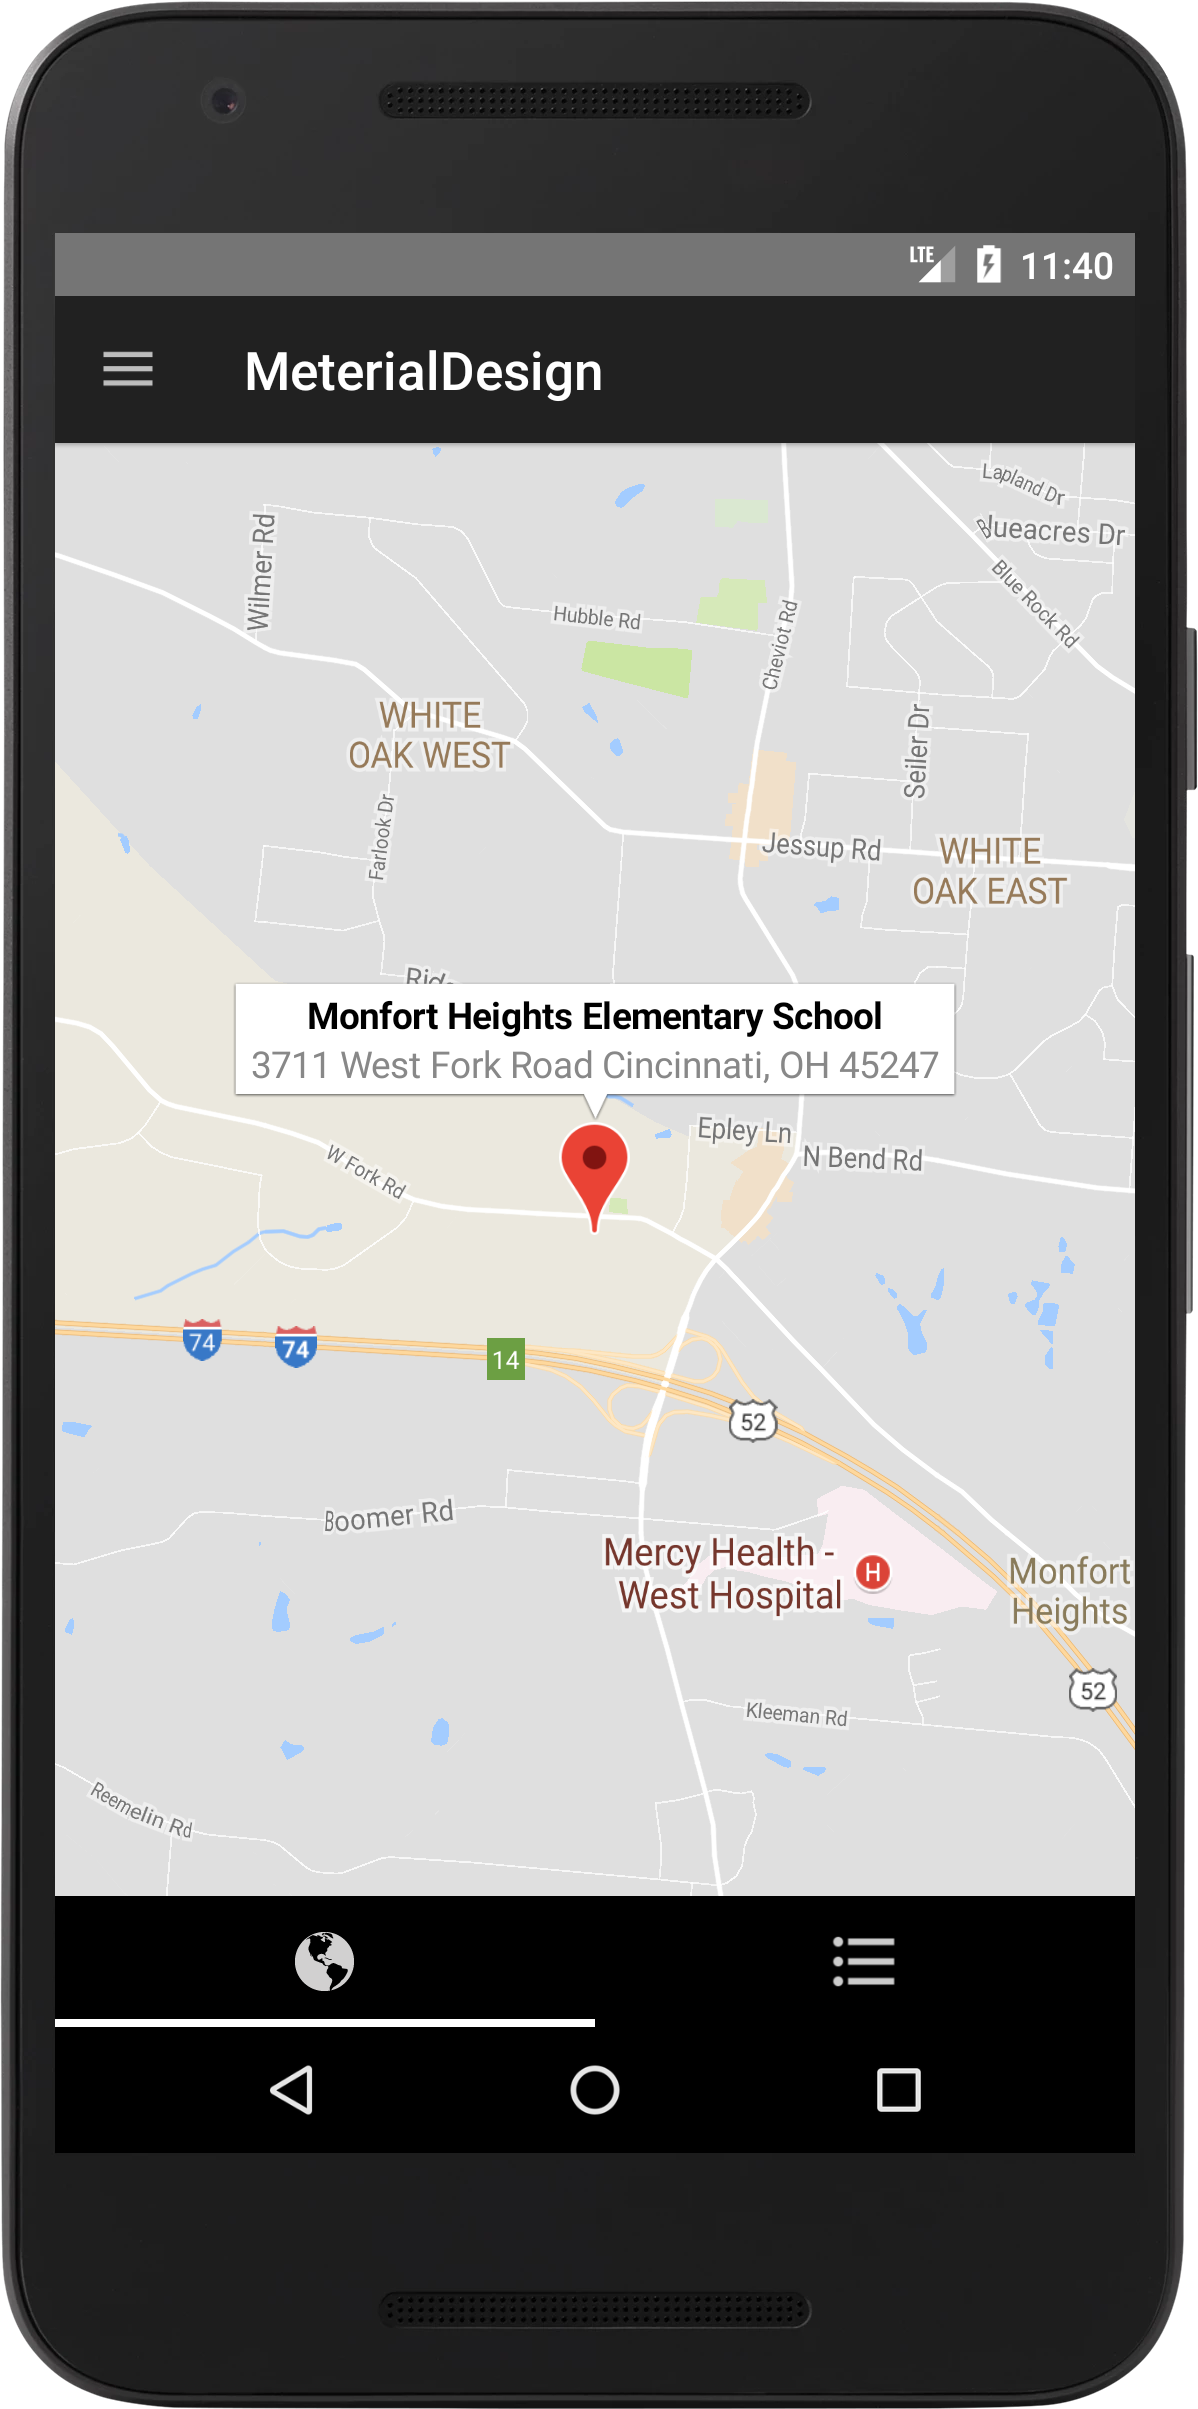 LTE 11:40
MeterialDesign
Lapland Dr
Blueacres Dr
Wilmer Rd
Blue Rock Rd
Hubble Rd
Cheviot Rd
WHITE
OAK WEST
Seiler Dr
Farlook Dr
Jessup Rd
WHITE
OAK EAST
Monfort Heights Elementary School
3711 West Fork Road Cincinnati, OH 45247
Epley Ln
N Bend Rd
W Fork Rd
74
74
14
52
Boomer Rd
Mercy Health -
West Hospital
H
Monfort
Heights
52
Kleeman Rd
Reemelin Rd